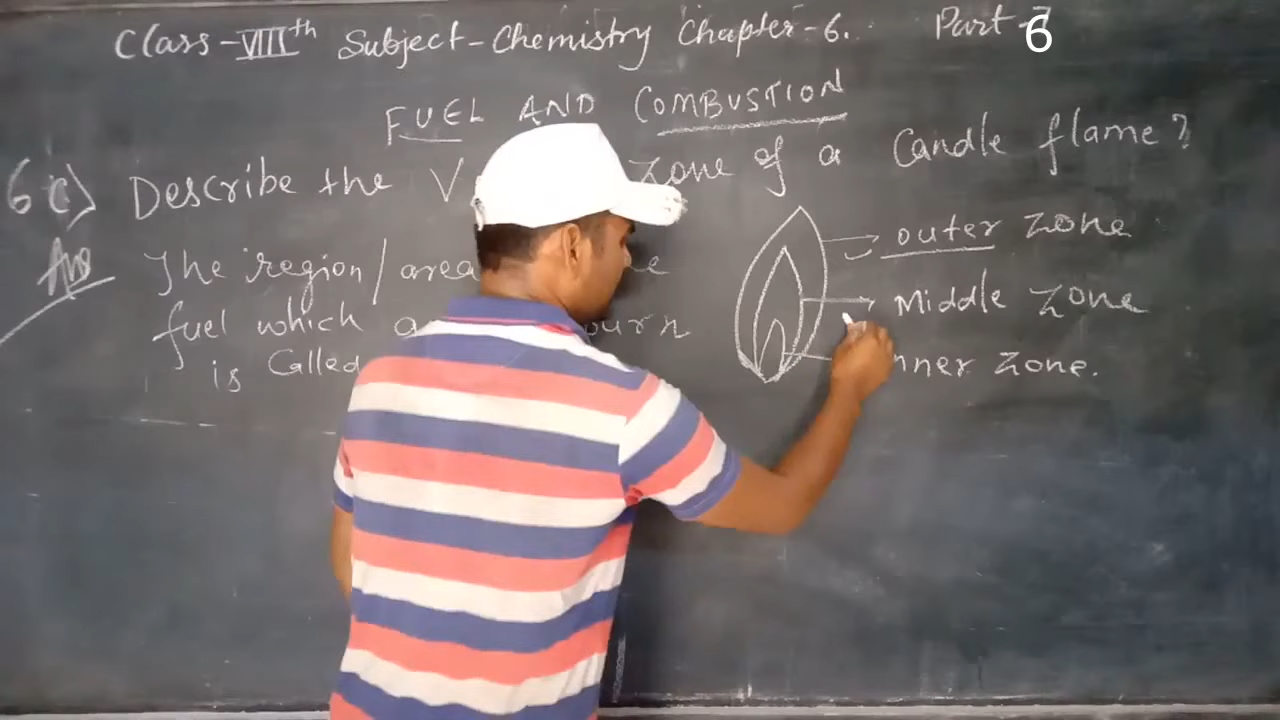 Class-VIIIth Subject-Chemistry Chapter-6. Part-6
FUEL AND COMBUSTION
6 c) Describe the zone of a Candle flame?
Ans The region/area
fuel which
is Called
outer zone
Middle zone
zone.